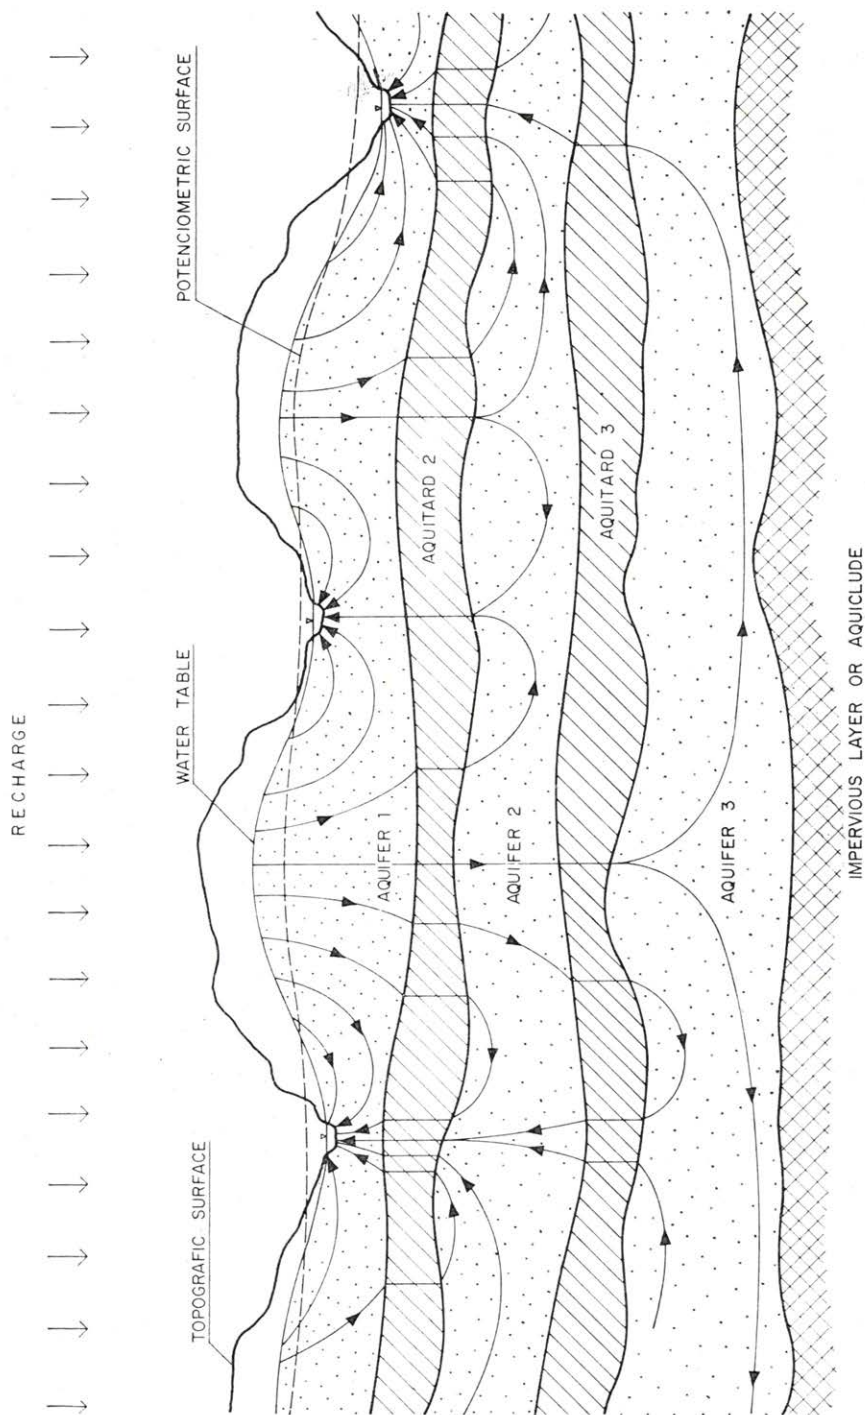 RECHARGE
TOPOGRAFIC SURFACE
WATER TABLE
POTENCIOMETRIC SURFACE
AQUIFER 1
AQUITARD 2
AQUIFER 2
AQUITARD 3
AQUIFER 3
IMPERVIOUS LAYER OR AQUICLUDE